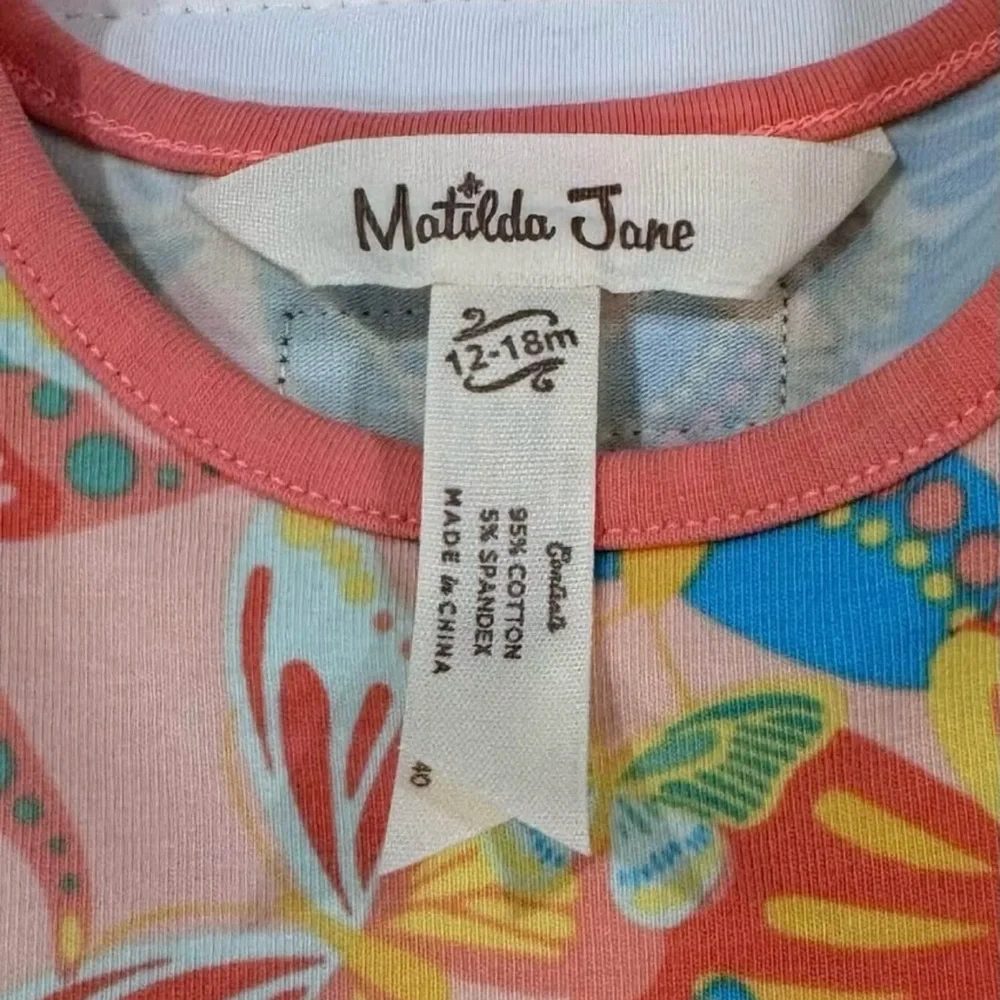 Matilda Jane
12-18m
Contents
95% COTTON
5% SPANDEX
MADE in CHINA
40